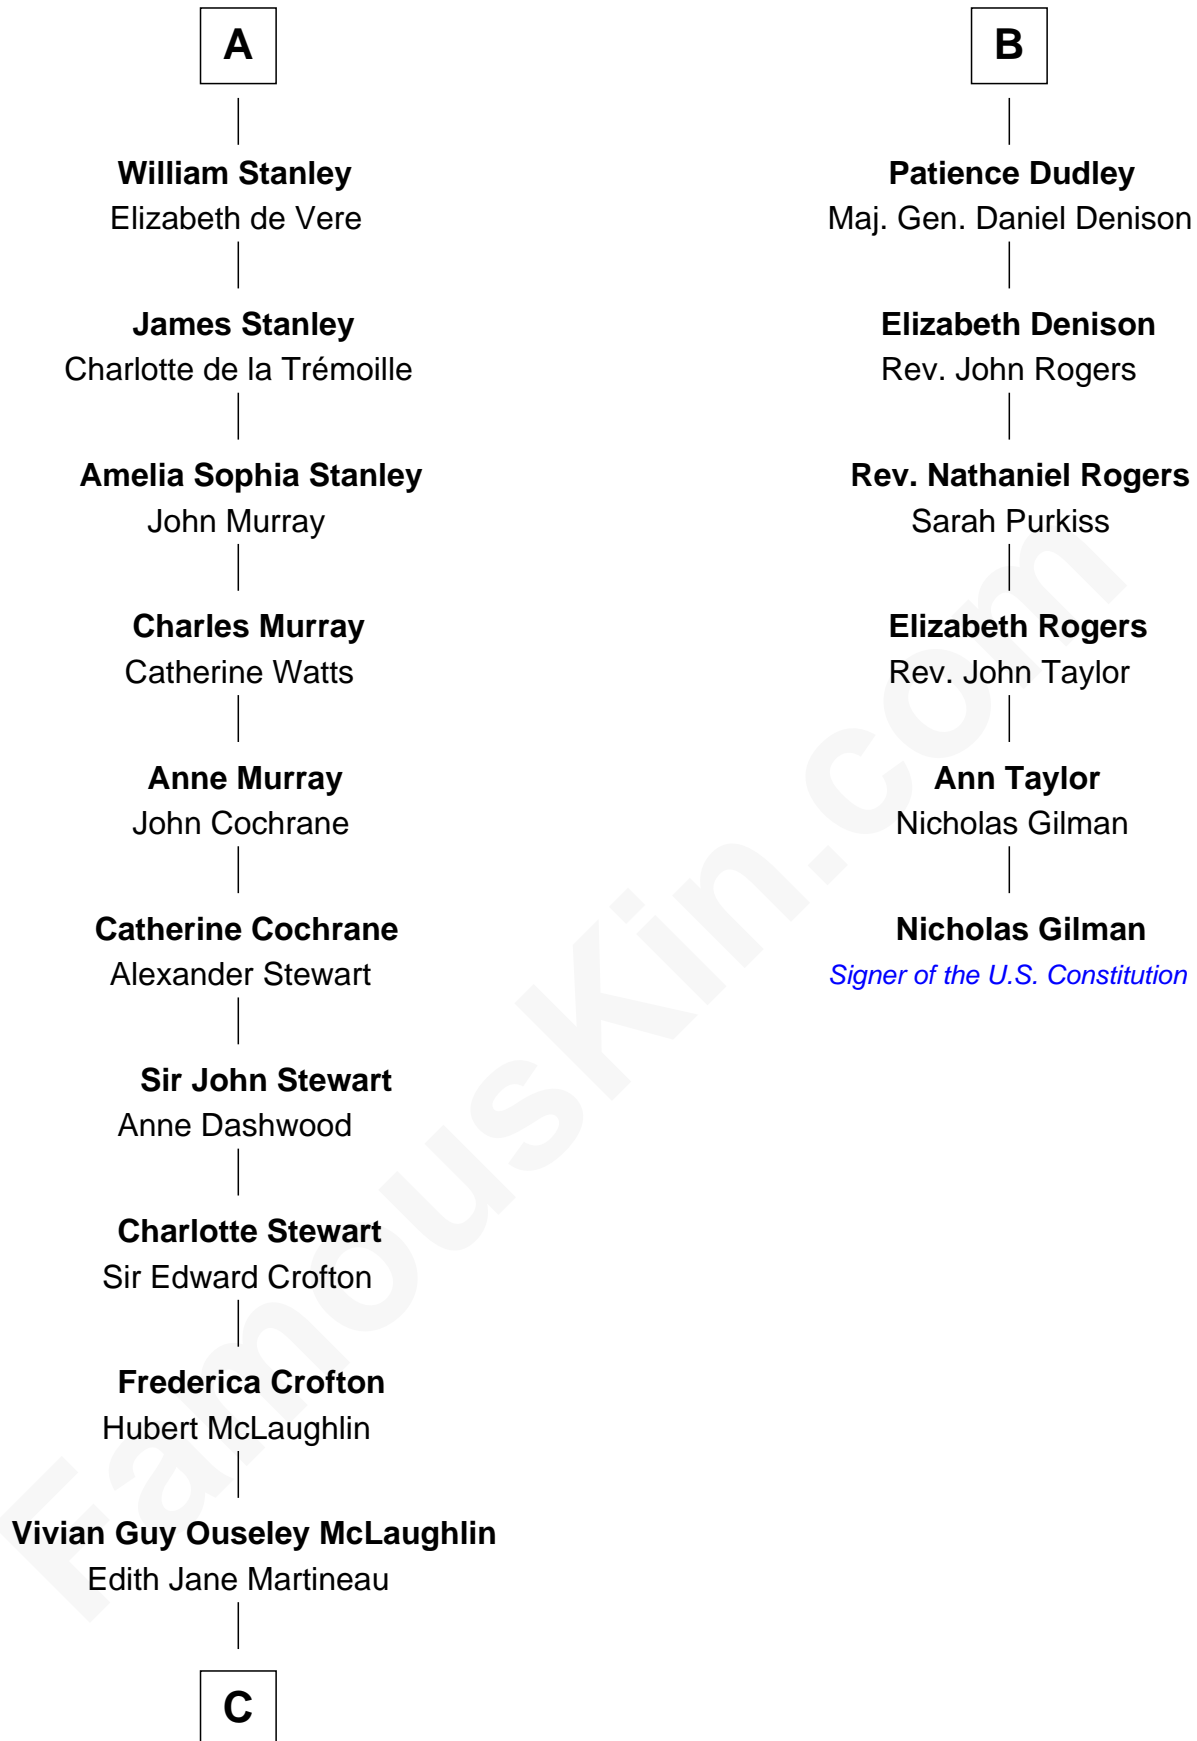 A
William Stanley
Elizabeth de Vere
James Stanley
Charlotte de la Trémoille
Amelia Sophia Stanley
John Murray
Charles Murray
Catherine Watts
Anne Murray
John Cochrane
Catherine Cochrane
Alexander Stewart
Sir John Stewart
Anne Dashwood
Charlotte Stewart
Sir Edward Crofton
Frederica Crofton
Hubert McLaughlin
Vivian Guy Ouseley McLaughlin
Edith Jane Martineau
C
B
Patience Dudley
Maj. Gen. Daniel Denison
Elizabeth Denison
Rev. John Rogers
Rev. Nathaniel Rogers
Sarah Purkiss
Elizabeth Rogers
Rev. John Taylor
Ann Taylor
Nicholas Gilman
Nicholas Gilman
Signer of the U.S. Constitution
FamousKin.com